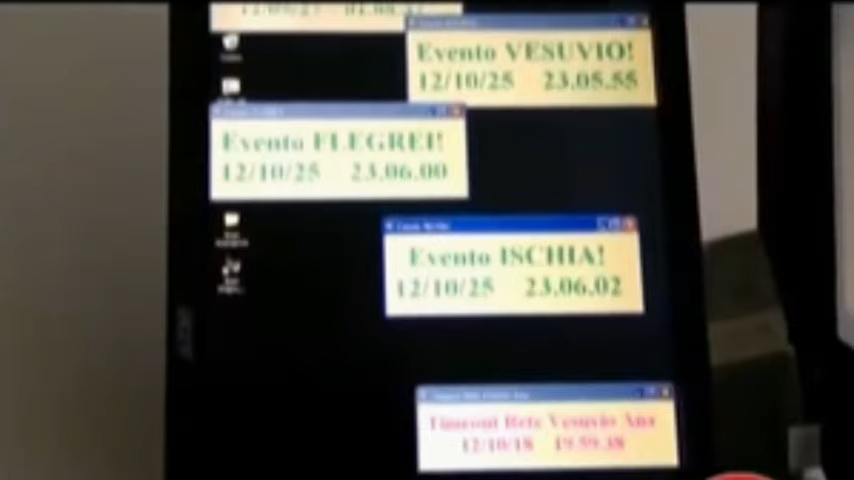 Evento VESUVIO!
12/10/25 23.05.55
Evento FLEGREI!
12/10/25 23.06.00
Evento ISCHIA!
12/10/25 23.06.02
Timeout Rete Vesuvio
12/10/18 19.59.38
acer